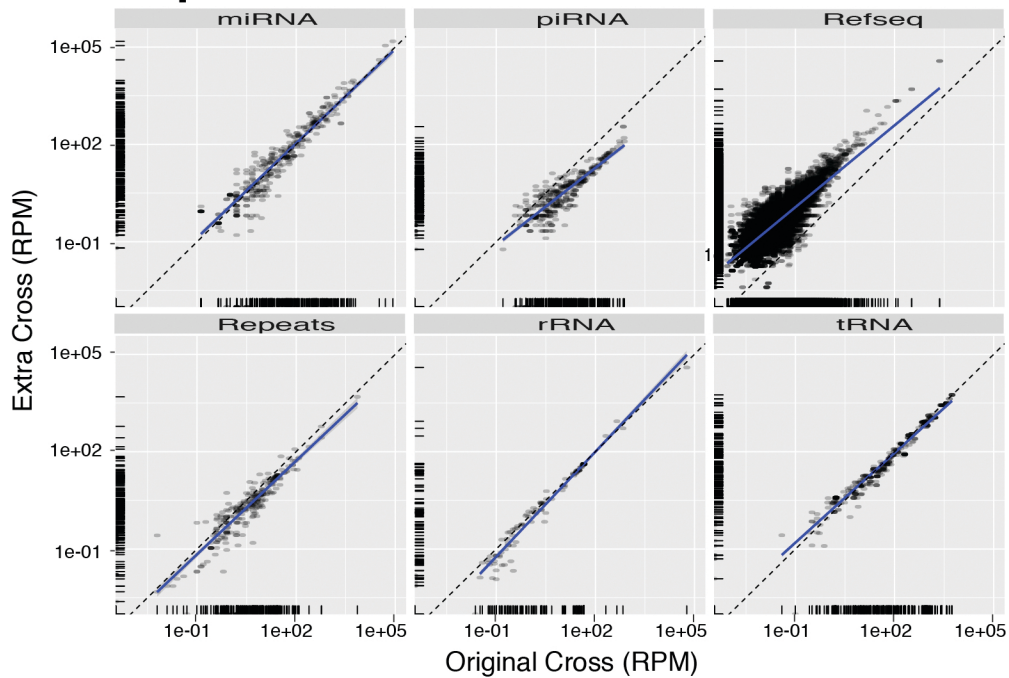 miRNA piRNA Refseq
1e+05
1e+02
1e-01
1
Repeats rRNA tRNA
1e+05
1e+02
1e-01
Extra Cross (RPM)
1e-01 1e+02 1e+05 1e-01 1e+02 1e+05 1e-01 1e+02 1e+05
Original Cross (RPM)